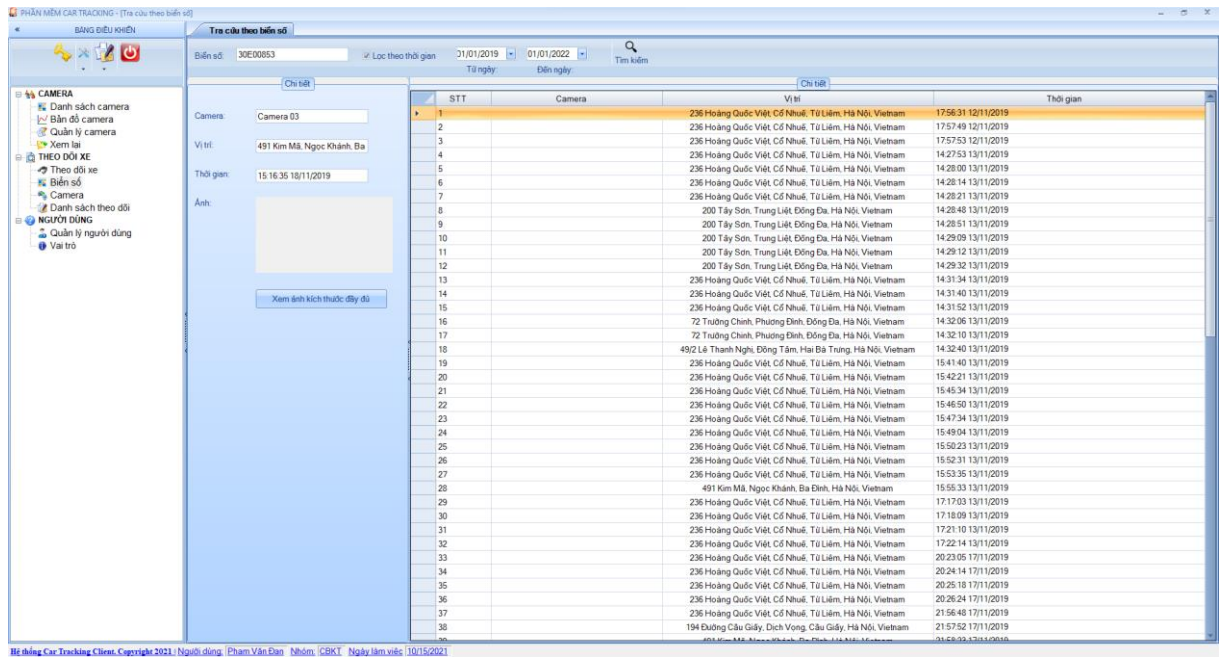 PHẦN MỀM CAR TRACKING - [Tra cứu theo biển số]
BẢNG ĐIỀU KHIỂN
Tra cứu theo biển số
Biển số: 30E00853 Lọc theo thời gian 01/01/2019 01/01/2022 Tìm kiếm
Từ ngày: Đến ngày:
CAMERA
Danh sách camera
Bản đồ camera
Quản lý camera
Xem lại
THEO DÕI XE
Theo dõi xe
Biển số
Camera
Danh sách theo dõi
NGƯỜI DÙNG
Quản lý người dùng
Vai trò
Chi tiết
Camera: Camera 03
Vị trí: 491 Kim Mã, Ngọc Khánh, Ba
Thời gian: 15:16:35 18/11/2019
Ảnh:
Xem ảnh kích thước đầy đủ
Chi tiết
STT Camera Vị trí Thời gian
1 236 Hoàng Quốc Việt, Cổ Nhuế, Từ Liêm, Hà Nội, Vietnam 17:56:31 12/11/2019
2 236 Hoàng Quốc Việt, Cổ Nhuế, Từ Liêm, Hà Nội, Vietnam 17:57:49 12/11/2019
3 236 Hoàng Quốc Việt, Cổ Nhuế, Từ Liêm, Hà Nội, Vietnam 17:57:53 12/11/2019
4 236 Hoàng Quốc Việt, Cổ Nhuế, Từ Liêm, Hà Nội, Vietnam 14:27:53 13/11/2019
5 236 Hoàng Quốc Việt, Cổ Nhuế, Từ Liêm, Hà Nội, Vietnam 14:28:00 13/11/2019
6 236 Hoàng Quốc Việt, Cổ Nhuế, Từ Liêm, Hà Nội, Vietnam 14:28:14 13/11/2019
7 236 Hoàng Quốc Việt, Cổ Nhuế, Từ Liêm, Hà Nội, Vietnam 14:28:21 13/11/2019
8 200 Tây Sơn, Trung Liệt, Đống Đa, Hà Nội, Vietnam 14:28:48 13/11/2019
9 200 Tây Sơn, Trung Liệt, Đống Đa, Hà Nội, Vietnam 14:28:51 13/11/2019
10 200 Tây Sơn, Trung Liệt, Đống Đa, Hà Nội, Vietnam 14:29:09 13/11/2019
11 200 Tây Sơn, Trung Liệt, Đống Đa, Hà Nội, Vietnam 14:29:12 13/11/2019
12 200 Tây Sơn, Trung Liệt, Đống Đa, Hà Nội, Vietnam 14:29:32 13/11/2019
13 236 Hoàng Quốc Việt, Cổ Nhuế, Từ Liêm, Hà Nội, Vietnam 14:31:34 13/11/2019
14 236 Hoàng Quốc Việt, Cổ Nhuế, Từ Liêm, Hà Nội, Vietnam 14:31:40 13/11/2019
15 236 Hoàng Quốc Việt, Cổ Nhuế, Từ Liêm, Hà Nội, Vietnam 14:31:52 13/11/2019
16 72 Trường Chinh, Phương Đình, Đống Đa, Hà Nội, Vietnam 14:32:06 13/11/2019
17 72 Trường Chinh, Phương Đình, Đống Đa, Hà Nội, Vietnam 14:32:10 13/11/2019
18 49/2 Lê Thanh Nghị, Đồng Tâm, Hai Bà Trưng, Hà Nội, Vietnam 14:32:40 13/11/2019
19 236 Hoàng Quốc Việt, Cổ Nhuế, Từ Liêm, Hà Nội, Vietnam 15:41:40 13/11/2019
20 236 Hoàng Quốc Việt, Cổ Nhuế, Từ Liêm, Hà Nội, Vietnam 15:42:21 13/11/2019
21 236 Hoàng Quốc Việt, Cổ Nhuế, Từ Liêm, Hà Nội, Vietnam 15:45:34 13/11/2019
22 236 Hoàng Quốc Việt, Cổ Nhuế, Từ Liêm, Hà Nội, Vietnam 15:46:50 13/11/2019
23 236 Hoàng Quốc Việt, Cổ Nhuế, Từ Liêm, Hà Nội, Vietnam 15:47:34 13/11/2019
24 236 Hoàng Quốc Việt, Cổ Nhuế, Từ Liêm, Hà Nội, Vietnam 15:49:04 13/11/2019
25 236 Hoàng Quốc Việt, Cổ Nhuế, Từ Liêm, Hà Nội, Vietnam 15:50:23 13/11/2019
26 236 Hoàng Quốc Việt, Cổ Nhuế, Từ Liêm, Hà Nội, Vietnam 15:52:31 13/11/2019
27 236 Hoàng Quốc Việt, Cổ Nhuế, Từ Liêm, Hà Nội, Vietnam 15:53:35 13/11/2019
28 491 Kim Mã, Ngọc Khánh, Ba Đình, Hà Nội, Vietnam 15:55:33 13/11/2019
29 236 Hoàng Quốc Việt, Cổ Nhuế, Từ Liêm, Hà Nội, Vietnam 17:17:03 13/11/2019
30 236 Hoàng Quốc Việt, Cổ Nhuế, Từ Liêm, Hà Nội, Vietnam 17:18:09 13/11/2019
31 236 Hoàng Quốc Việt, Cổ Nhuế, Từ Liêm, Hà Nội, Vietnam 17:21:10 13/11/2019
32 236 Hoàng Quốc Việt, Cổ Nhuế, Từ Liêm, Hà Nội, Vietnam 17:22:14 13/11/2019
33 236 Hoàng Quốc Việt, Cổ Nhuế, Từ Liêm, Hà Nội, Vietnam 20:23:05 17/11/2019
34 236 Hoàng Quốc Việt, Cổ Nhuế, Từ Liêm, Hà Nội, Vietnam 20:24:14 17/11/2019
35 236 Hoàng Quốc Việt, Cổ Nhuế, Từ Liêm, Hà Nội, Vietnam 20:25:18 17/11/2019
36 236 Hoàng Quốc Việt, Cổ Nhuế, Từ Liêm, Hà Nội, Vietnam 20:26:24 17/11/2019
37 236 Hoàng Quốc Việt, Cổ Nhuế, Từ Liêm, Hà Nội, Vietnam 21:56:48 17/11/2019
38 194 Đường Cầu Giấy, Dịch Vọng, Cầu Giấy, Hà Nội, Vietnam 21:57:52 17/11/2019
Hệ thống Car Tracking Client. Copyright 2021 | Người dùng: Pham Văn Đan Nhóm: CBKT Ngày làm việc 10/15/2021